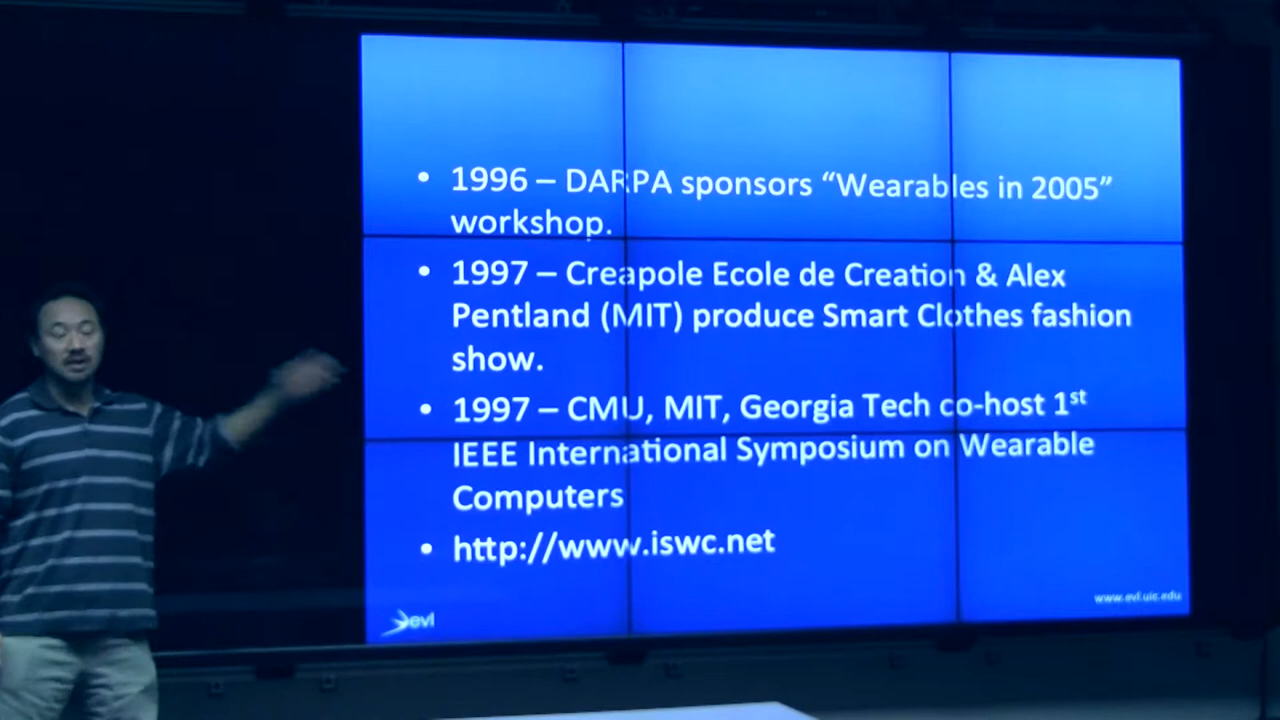 • 1996 – DARPA sponsors “Wearables in 2005”
workshop.
• 1997 – Creapole Ecole de Creation & Alex
Pentland (MIT) produce Smart Clothes fashion
show.
• 1997 – CMU, MIT, Georgia Tech co-host 1st
IEEE International Symposium on Wearable
Computers
• http://www.iswc.net
evl
www.evl.uic.edu